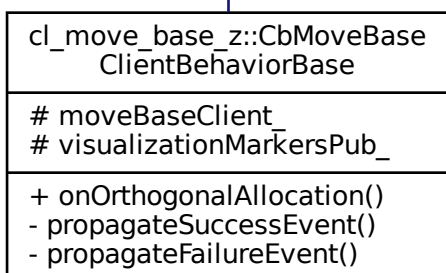 cl_move_base_z::CbMoveBase
ClientBehaviorBase
# moveBaseClient_
# visualizationMarkersPub_
+ onOrthogonalAllocation()
- propagateSuccessEvent()
- propagateFailureEvent()